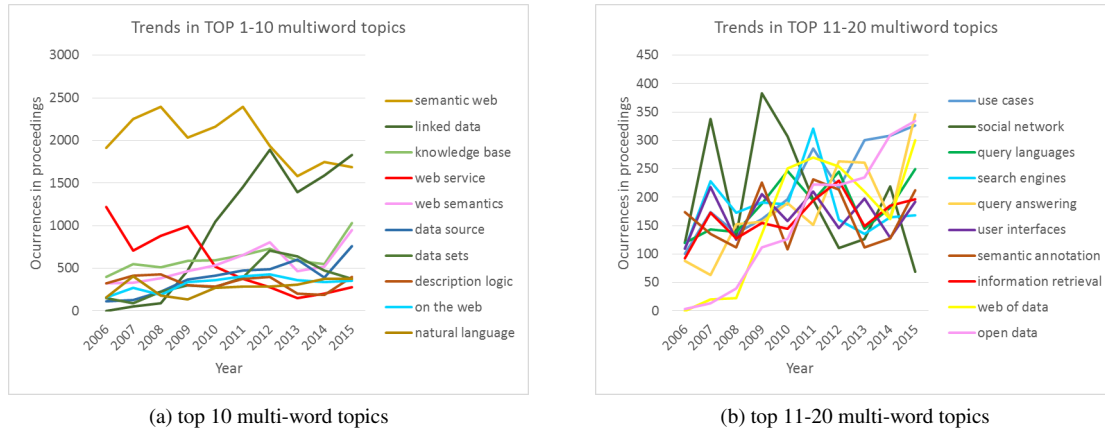 Trends in TOP 1-10 multiword topics
Ocurrences in proceedings
3000
2500
2000
1500
1000
500
0
2006
2007
2008
2009
2010
2011
2012
2013
2014
2015
Year
semantic web
linked data
knowledge base
web service
web semantics
data source
data sets
description logic
on the web
natural language
(a) top 10 multi-word topics
Trends in TOP 11-20 multiword topics
Ocurrences in proceedings
450
400
350
300
250
200
150
100
50
0
2006
2007
2008
2009
2010
2011
2012
2013
2014
2015
Year
use cases
social network
query languages
search engines
query answering
user interfaces
semantic annotation
information retrieval
web of data
open data
(b) top 11-20 multi-word topics